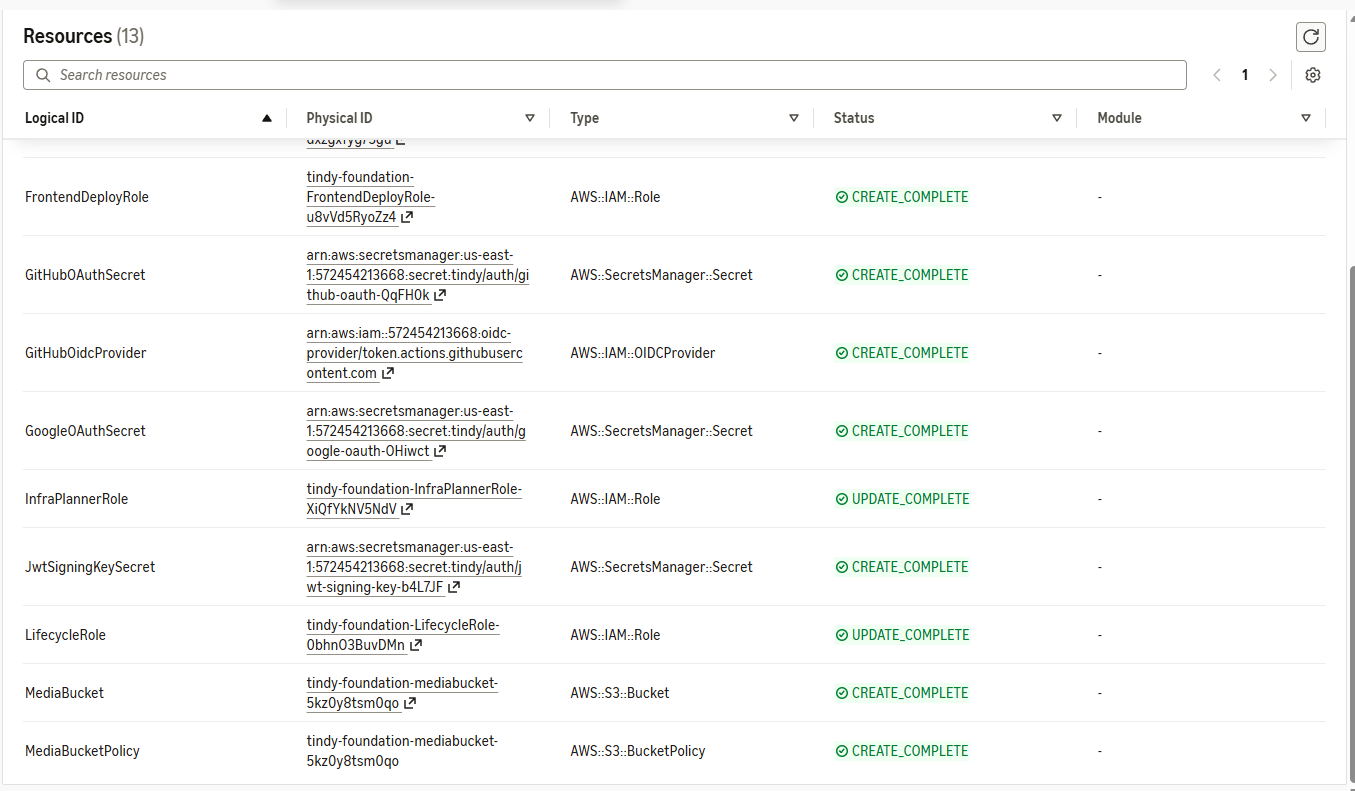 Resources (13)
Search resources
1
Logical ID
Physical ID
Type
Status
Module
FrontendDeployRole
tindy-foundation-
FrontendDeployRole-
u8vVd5RyoZz4
AWS::IAM::Role
CREATE_COMPLETE
-
GitHubOAuthSecret
arn:aws:secretsmanager:us-east-
1:572454213668:secret:tindy/auth/gi
thub-oauth-QqFH0k
AWS::SecretsManager::Secret
CREATE_COMPLETE
-
GitHubOidcProvider
arn:aws:iam::572454213668:oidc-
provider/token.actions.githubuserc
ontent.com
AWS::IAM::OIDCProvider
CREATE_COMPLETE
-
GoogleOAuthSecret
arn:aws:secretsmanager:us-east-
1:572454213668:secret:tindy/auth/g
oogle-oauth-OHiwct
AWS::SecretsManager::Secret
CREATE_COMPLETE
-
InfraPlannerRole
tindy-foundation-InfraPlannerRole-
XiQfYkNV5NdV
AWS::IAM::Role
UPDATE_COMPLETE
-
JwtSigningKeySecret
arn:aws:secretsmanager:us-east-
1:572454213668:secret:tindy/auth/j
wt-signing-key-b4L7JF
AWS::SecretsManager::Secret
CREATE_COMPLETE
-
LifecycleRole
tindy-foundation-LifecycleRole-
0bhnO3BuvDMn
AWS::IAM::Role
UPDATE_COMPLETE
-
MediaBucket
tindy-foundation-mediabucket-
5kz0y8tsm0qo
AWS::S3::Bucket
CREATE_COMPLETE
-
MediaBucketPolicy
tindy-foundation-mediabucket-
5kz0y8tsm0qo
AWS::S3::BucketPolicy
CREATE_COMPLETE
-